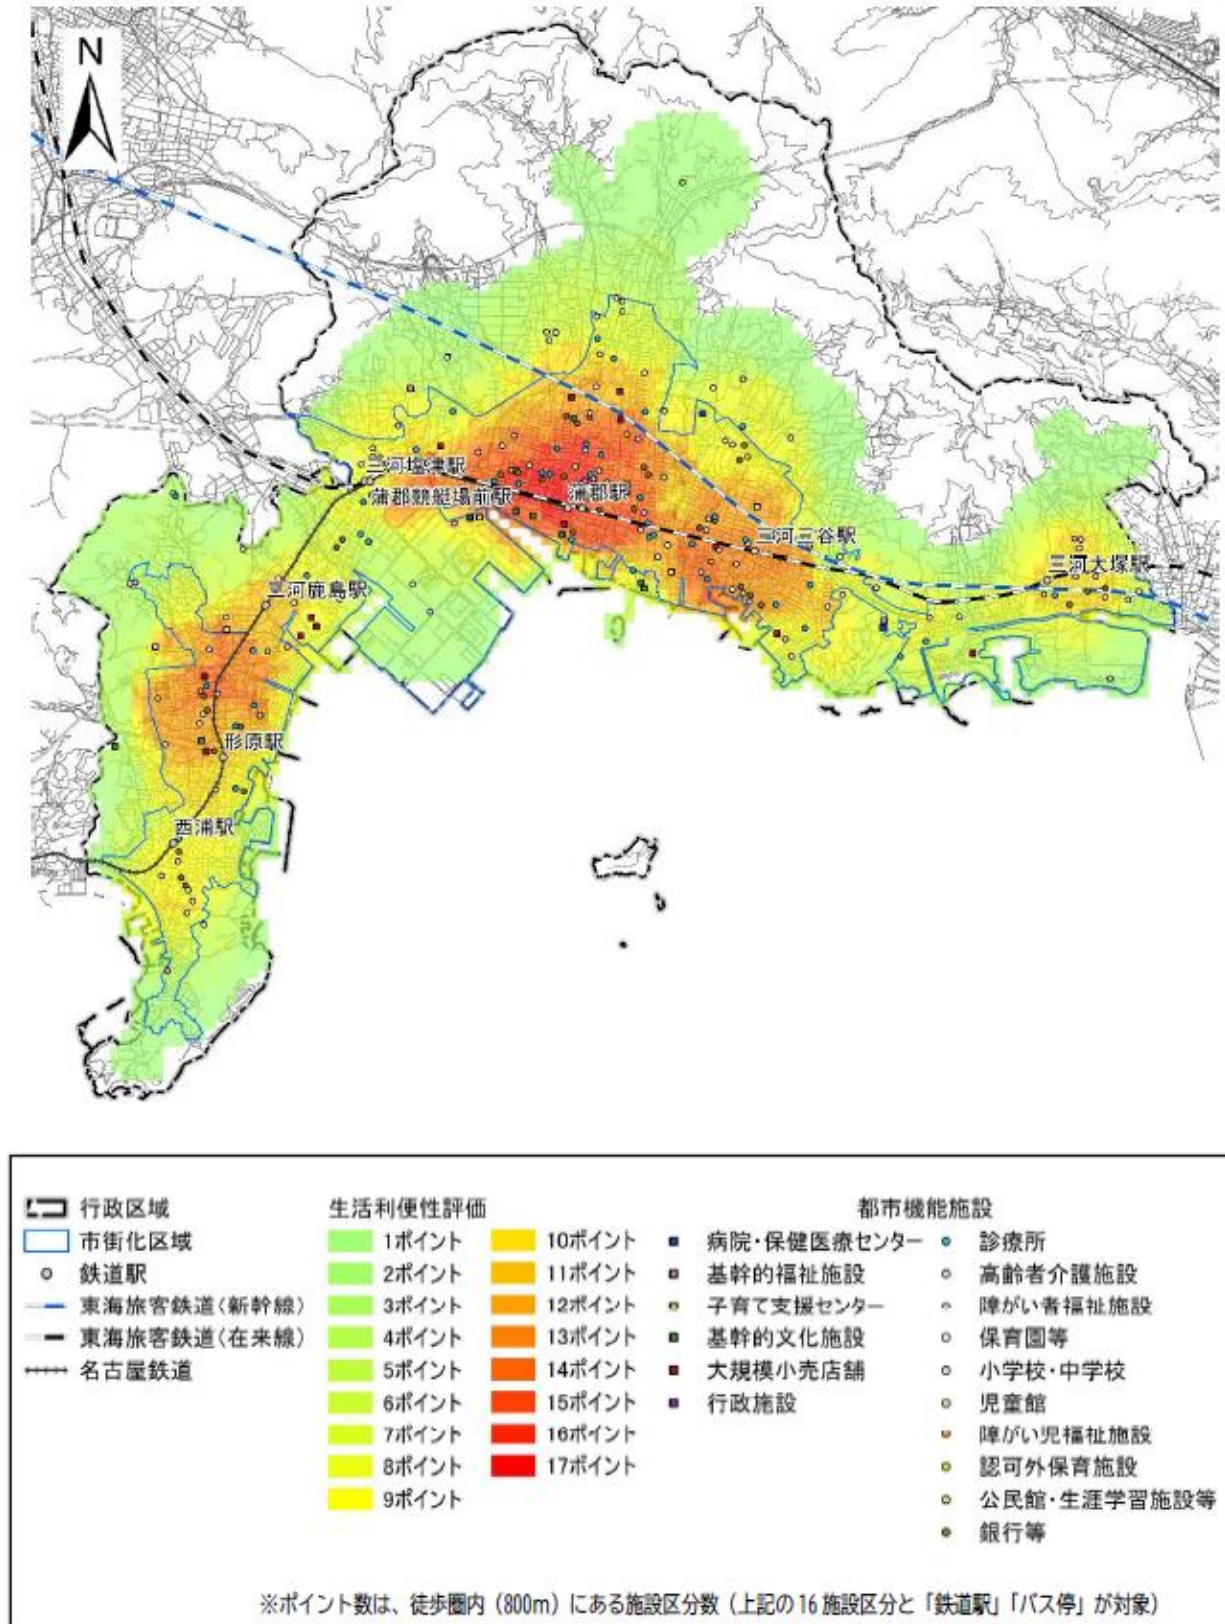 N
三河塩津駅
蒲郡競艇場前駅
蒲郡駅
三河三谷駅
三河大塚駅
三河鹿島駅
形原駅
西浦駅
行政区域
市街化区域
鉄道駅
東海旅客鉄道(新幹線)
東海旅客鉄道(在来線)
名古屋鉄道
生活利便性評価
1ポイント
2ポイント
3ポイント
4ポイント
5ポイント
6ポイント
7ポイント
8ポイント
9ポイント
10ポイント
11ポイント
12ポイント
13ポイント
14ポイント
15ポイント
16ポイント
17ポイント
都市機能施設
病院・保健医療センター
基幹的福祉施設
子育て支援センター
基幹的文化施設
大規模小売店舗
行政施設
診療所
高齢者介護施設
障がい者福祉施設
保育園等
小学校・中学校
児童館
障がい児福祉施設
認可外保育施設
公民館・生涯学習施設等
銀行等
※ポイント数は、徒歩圏内（800m）にある施設区分数（上記の16施設区分と「鉄道駅」「バス停」が対象）